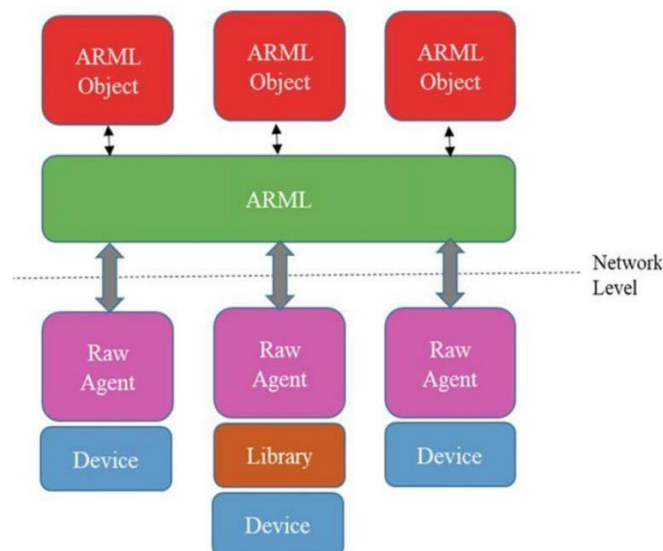 ARML
Object
ARML
Object
ARML
Object
ARML
Network
Level
Raw
Agent
Raw
Agent
Raw
Agent
Device
Library
Device
Device